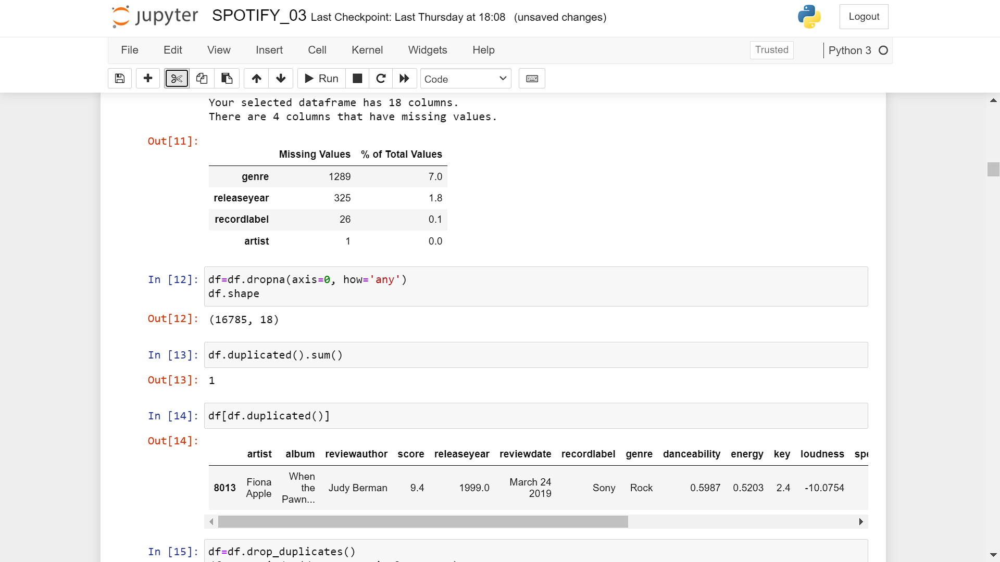 jupyter SPOTIFY_03 Last Checkpoint: Last Thursday at 18:08 (unsaved changes) Logout
File Edit View Insert Cell Kernel Widgets Help Trusted Python 3
Run Code
Your selected dataframe has 18 columns.
There are 4 columns that have missing values.
Out[11]:
Missing Values % of Total Values
genre 1289 7.0
releaseyear 325 1.8
recordlabel 26 0.1
artist 1 0.0
In [12]: df=df.dropna(axis=0, how='any')
df.shape
Out[12]: (16785, 18)
In [13]: df.duplicated().sum()
Out[13]: 1
In [14]: df[df.duplicated()]
Out[14]:
artist album reviewauthor score releaseyear reviewdate recordlabel genre danceability energy key loudness spe
8013 Fiona Apple When the Pawn... Judy Berman 9.4 1999.0 March 24 2019 Sony Rock 0.5987 0.5203 2.4 -10.0754
In [15]: df=df.drop_duplicates()